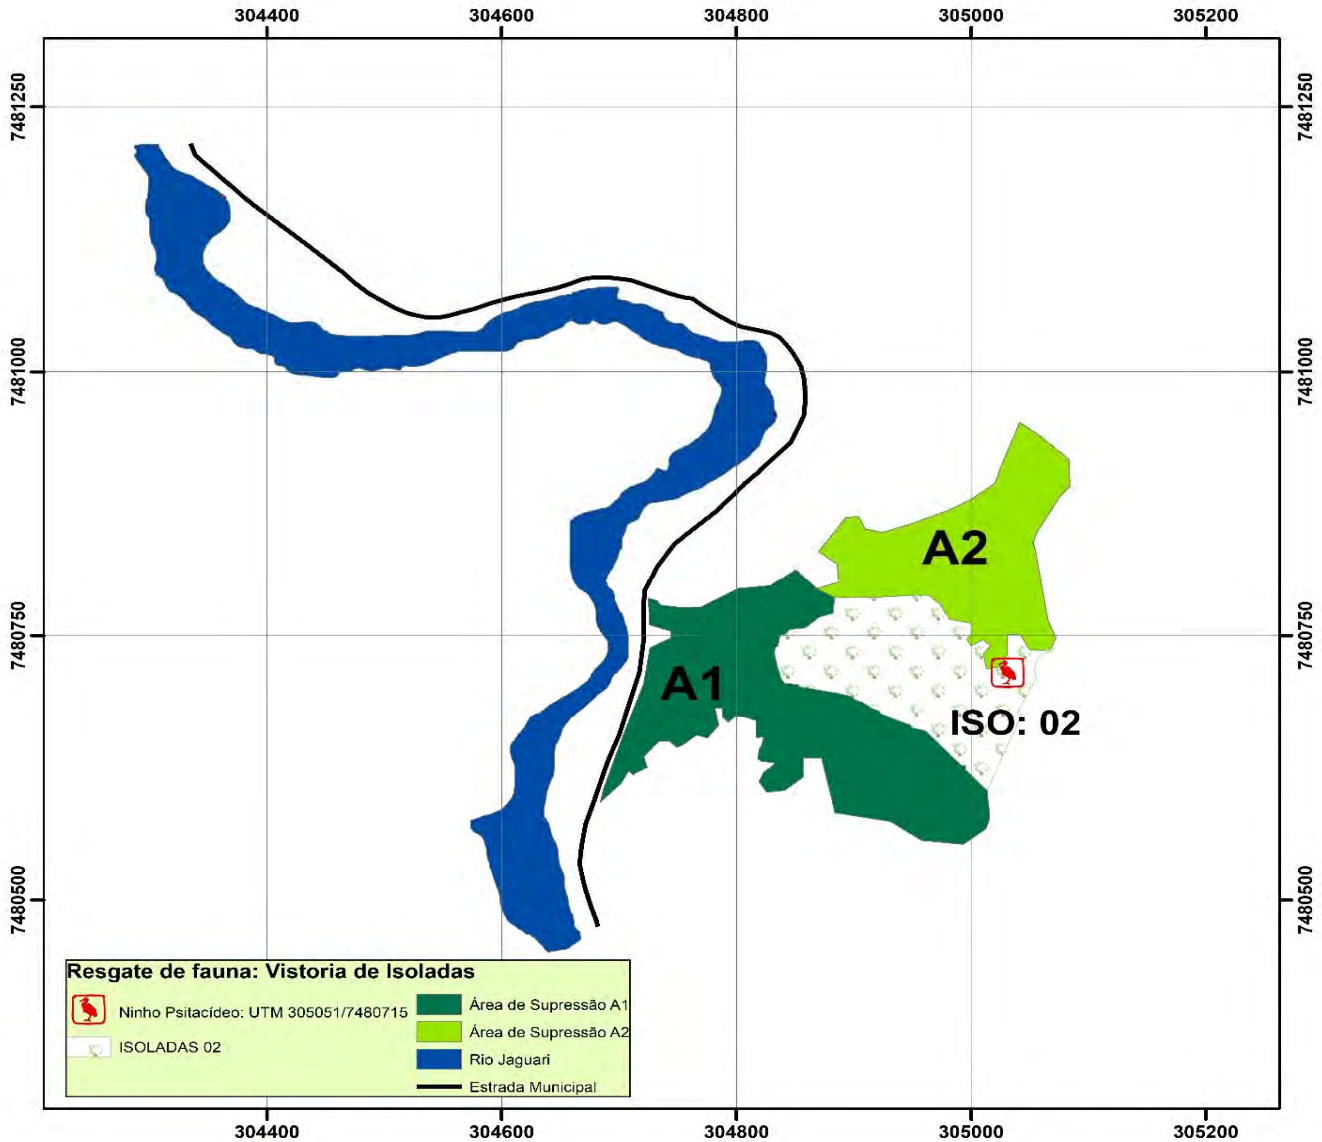 304400 304600 304800 305000 305200
7481250 7481250
7481000 7481000
A2
7480750 7480750
A1
ISO: 02
7480500 7480500
Resgate de fauna: Vistoria de Isoladas
Ninho Psitacídeo: UTM 305051/7480715
ISOLADAS 02
Área de Supressão A1
Área de Supressão A2
Rio Jaguari
Estrada Municipal
304400 304600 304800 305000 305200